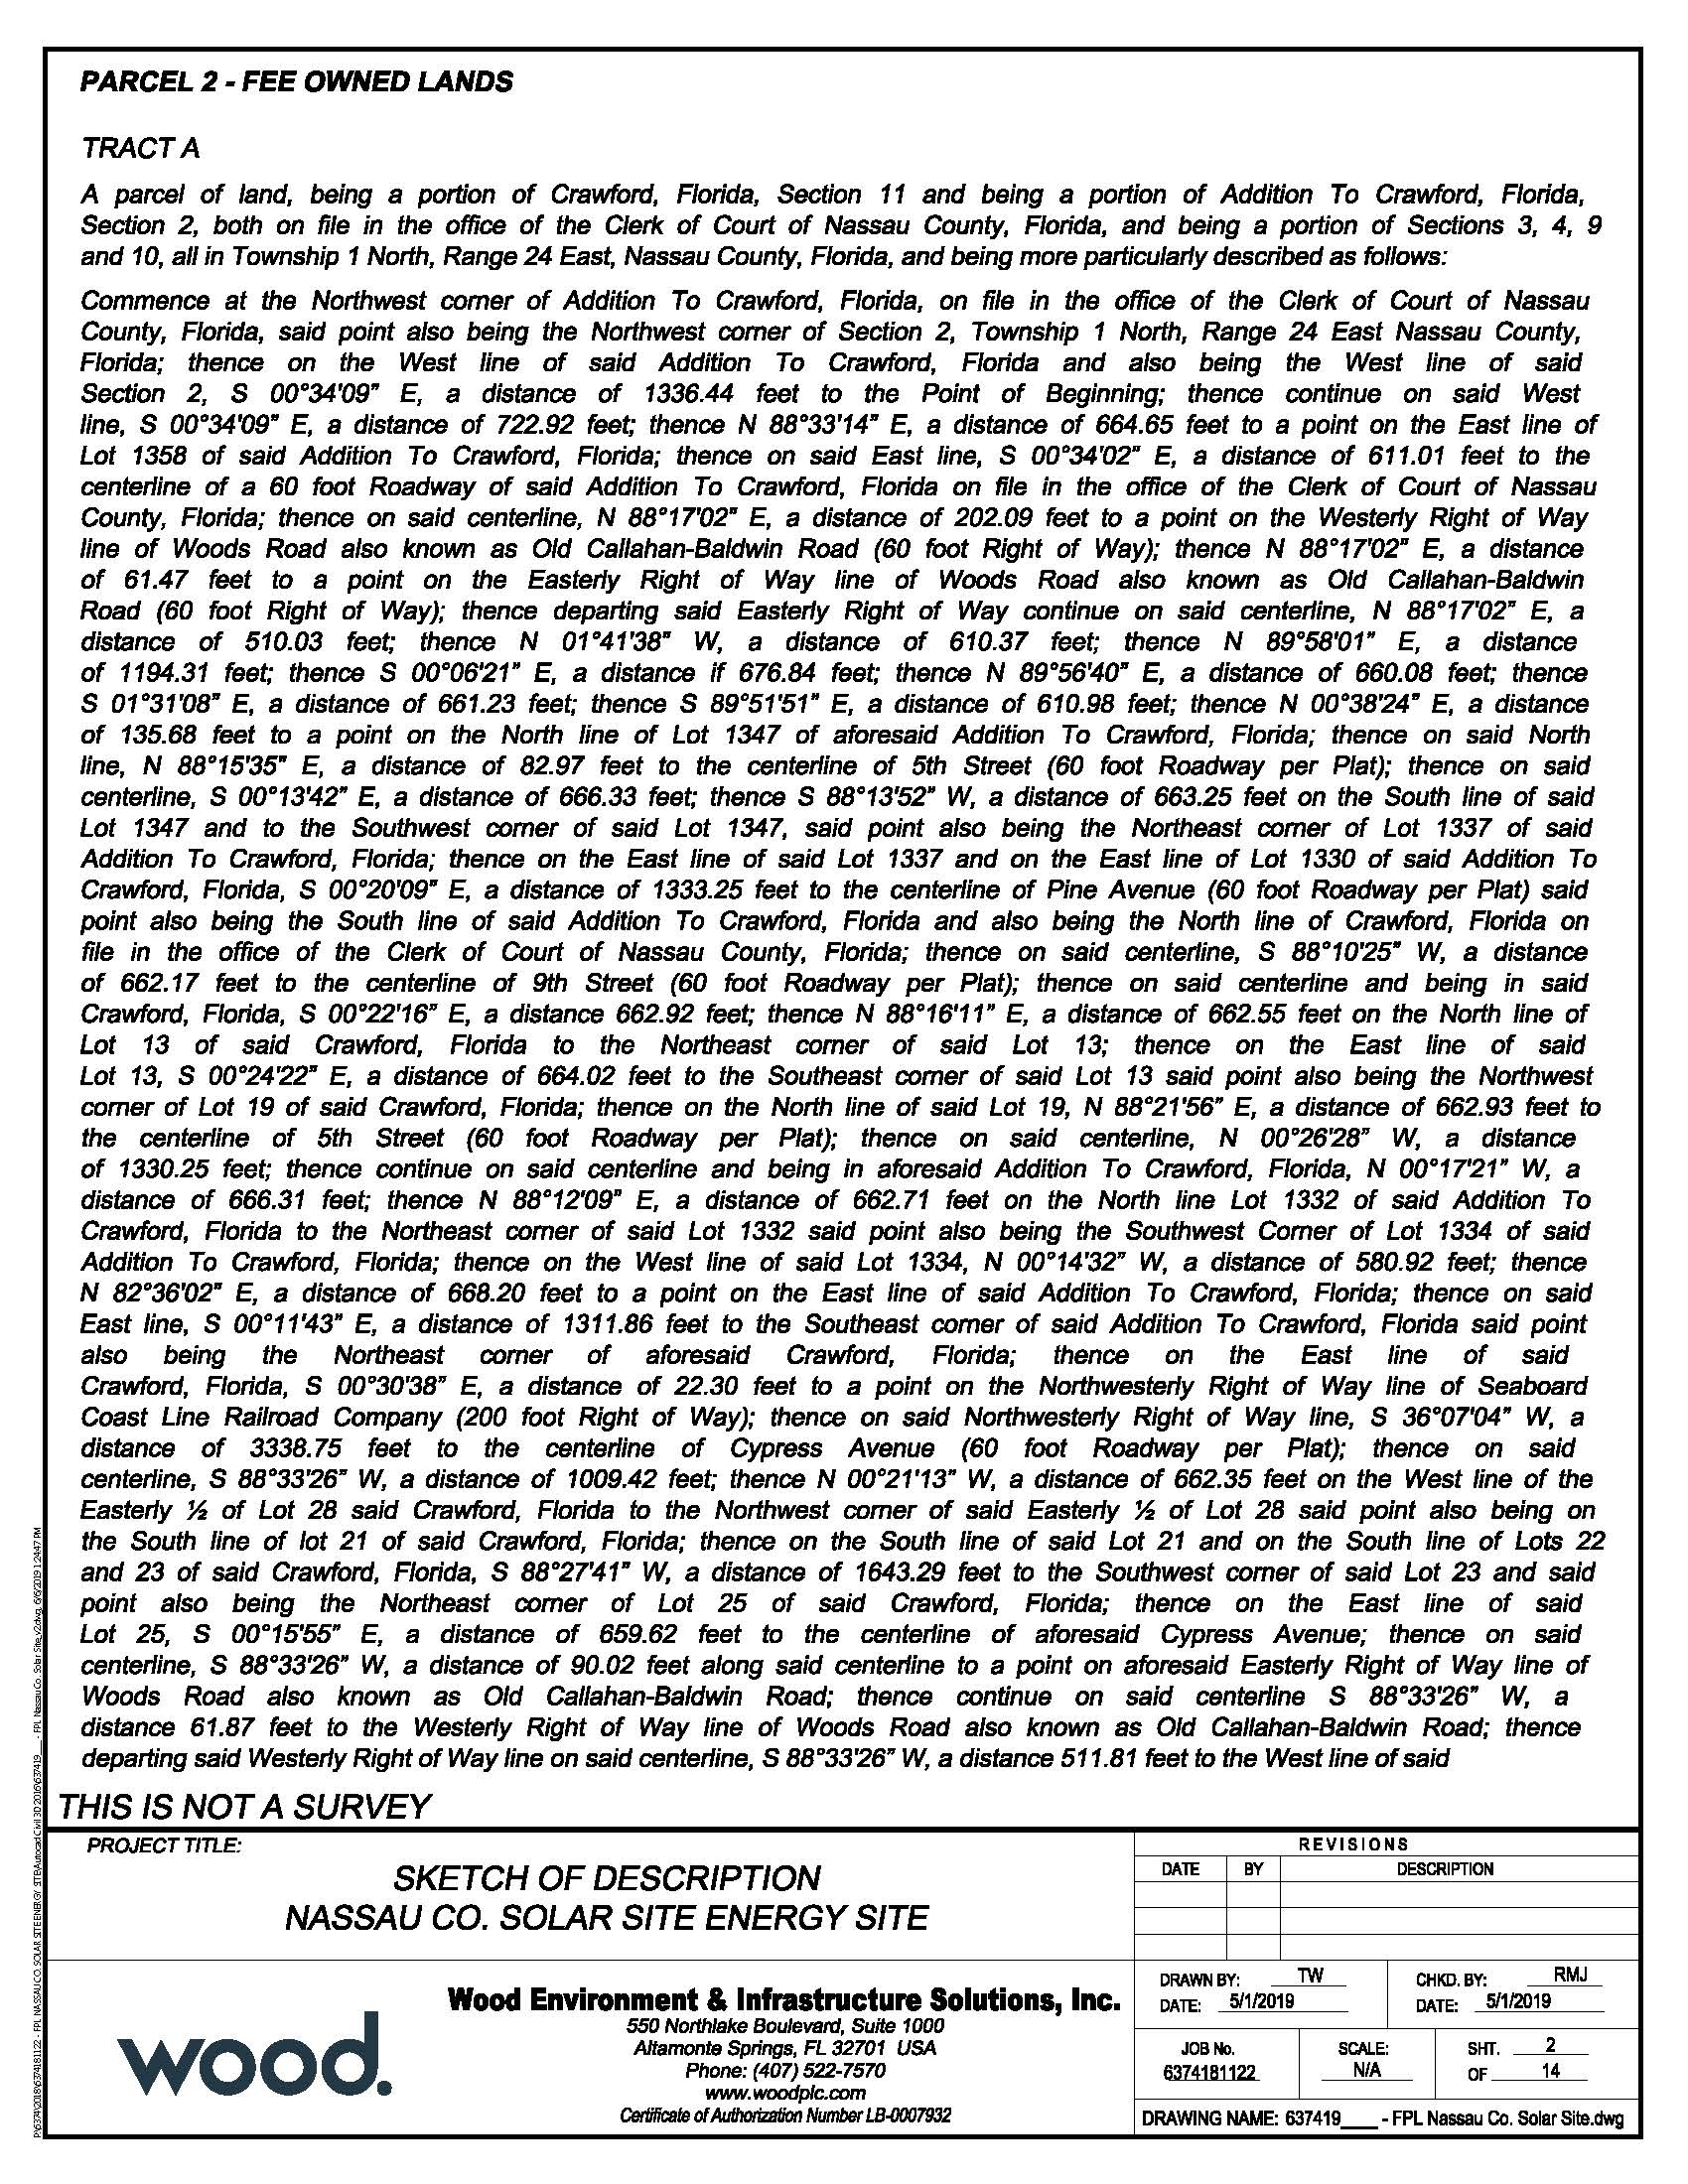 PARCEL 2 - FEE OWNED LANDS
TRACT A
A parcel of land, being a portion of Crawford, Florida, Section 11 and being a portion of Addition To Crawford, Florida,
Section 2, both on file in the office of the Clerk of Court of Nassau County, Florida, and being a portion of Sections 3, 4, 9
and 10, all in Township 1 North, Range 24 East, Nassau County, Florida, and being more particularly described as follows:
Commence at the Northwest corner of Addition To Crawford, Florida, on file in the office of the Clerk of Court of Nassau
County, Florida, said point also being the Northwest corner of Section 2, Township 1 North, Range 24 East Nassau County,
Florida; thence on the West line of said Addition To Crawford, Florida and also being the West line of said
Section 2, S 00°34'09" E, a distance of 1336.44 feet to the Point of Beginning; thence continue on said West
line, S 00°34'09" E, a distance of 722.92 feet; thence N 88°33'14" E, a distance of 664.65 feet to a point on the East line of
Lot 1358 of said Addition To Crawford, Florida; thence on said East line, S 00°34'02" E, a distance of 611.01 feet to the
centerline of a 60 foot Roadway of said Addition To Crawford, Florida on file in the office of the Clerk of Court of Nassau
County, Florida; thence on said centerline, N 88°17'02" E, a distance of 202.09 feet to a point on the Westerly Right of Way
line of Woods Road also known as Old Callahan-Baldwin Road (60 foot Right of Way); thence N 88°17'02" E, a distance
of 61.47 feet to a point on the Easterly Right of Way line of Woods Road also known as Old Callahan-Baldwin
Road (60 foot Right of Way); thence departing said Easterly Right of Way continue on said centerline, N 88°17'02" E, a
distance of 510.03 feet; thence N 01°41'38" W, a distance of 610.37 feet; thence N 89°58'01" E, a distance
of 1194.31 feet; thence S 00°06'21" E, a distance if 676.84 feet; thence N 89°56'40" E, a distance of 660.08 feet; thence
S 01°31'08" E, a distance of 661.23 feet; thence S 89°51'51" E, a distance of 610.98 feet; thence N 00°38'24" E, a distance
of 135.68 feet to a point on the North line of Lot 1347 of aforesaid Addition To Crawford, Florida; thence on said North
line, N 88°15'35" E, a distance of 82.97 feet to the centerline of 5th Street (60 foot Roadway per Plat); thence on said
centerline, S 00°13'42" E, a distance of 666.33 feet; thence S 88°13'52" W, a distance of 663.25 feet on the South line of said
Lot 1347 and to the Southwest corner of said Lot 1347, said point also being the Northeast corner of Lot 1337 of said
Addition To Crawford, Florida; thence on the East line of said Lot 1337 and on the East line of Lot 1330 of said Addition To
Crawford, Florida, S 00°20'09" E, a distance of 1333.25 feet to the centerline of Pine Avenue (60 foot Roadway per Plat) said
point also being the South line of said Addition To Crawford, Florida and also being the North line of Crawford, Florida on
file in the office of the Clerk of Court of Nassau County, Florida; thence on said centerline, S 88°10'25" W, a distance
of 662.17 feet to the centerline of 9th Street (60 foot Roadway per Plat); thence on said centerline and being in said
Crawford, Florida, S 00°22'16" E, a distance 662.92 feet; thence N 88°16'11" E, a distance of 662.55 feet on the North line of
Lot 13 of said Crawford, Florida to the Northeast corner of said Lot 13; thence on the East line of said
Lot 13, S 00°24'22" E, a distance of 664.02 feet to the Southeast corner of said Lot 13 said point also being the Northwest
corner of Lot 19 of said Crawford, Florida; thence on the North line of said Lot 19, N 88°21'56" E, a distance of 662.93 feet to
the centerline of 5th Street (60 foot Roadway per Plat); thence on said centerline, N 00°26'28" W, a distance
of 1330.25 feet; thence continue on said centerline and being in aforesaid Addition To Crawford, Florida, N 00°17'21" W, a
distance of 666.31 feet; thence N 88°12'09" E, a distance of 662.71 feet on the North line Lot 1332 of said Addition To
Crawford, Florida to the Northeast corner of said Lot 1332 said point also being the Southwest Corner of Lot 1334 of said
Addition To Crawford, Florida; thence on the West line of said Lot 1334, N 00°14'32" W, a distance of 580.92 feet; thence
N 82°36'02" E, a distance of 668.20 feet to a point on the East line of said Addition To Crawford, Florida; thence on said
East line, S 00°11'43" E, a distance of 1311.86 feet to the Southeast corner of said Addition To Crawford, Florida said point
also being the Northeast corner of aforesaid Crawford, Florida; thence on the East line of said
Crawford, Florida, S 00°30'38" E, a distance of 22.30 feet to a point on the Northwesterly Right of Way line of Seaboard
Coast Line Railroad Company (200 foot Right of Way); thence on said Northwesterly Right of Way line, S 36°07'04" W, a
distance of 3338.75 feet to the centerline of Cypress Avenue (60 foot Roadway per Plat); thence on said
centerline, S 88°33'26" W, a distance of 1009.42 feet; thence N 00°21'13" W, a distance of 662.35 feet on the West line of the
Easterly ½ of Lot 28 said Crawford, Florida to the Northwest corner of said Easterly ½ of Lot 28 said point also being on
the South line of lot 21 of said Crawford, Florida; thence on the South line of said Lot 21 and on the South line of Lots 22
and 23 of said Crawford, Florida, S 88°27'41" W, a distance of 1643.29 feet to the Southwest corner of said Lot 23 and said
point also being the Northeast corner of Lot 25 of said Crawford, Florida; thence on the East line of said
Lot 25, S 00°15'55" E, a distance of 659.62 feet to the centerline of aforesaid Cypress Avenue; thence on said
centerline, S 88°33'26" W, a distance of 90.02 feet along said centerline to a point on aforesaid Easterly Right of Way line of
Woods Road also known as Old Callahan-Baldwin Road; thence continue on said centerline S 88°33'26" W, a
distance 61.87 feet to the Westerly Right of Way line of Woods Road also known as Old Callahan-Baldwin Road; thence
departing said Westerly Right of Way line on said centerline, S 88°33'26" W, a distance 511.81 feet to the West line of said
THIS IS NOT A SURVEY
PROJECT TITLE:
SKETCH OF DESCRIPTION
NASSAU CO. SOLAR SITE ENERGY SITE
REVISIONS
DATE BY DESCRIPTION
wood.
Wood Environment & Infrastructure Solutions, Inc.
550 Northlake Boulevard, Suite 1000
Altamonte Springs, FL 32701 USA
Phone: (407) 522-7570
www.woodplc.com
Certificate of Authorization Number LB-0007932
DRAWN BY: TW
DATE: 5/1/2019
CHKD. BY: RMJ
DATE: 5/1/2019
JOB No.
6374181122
SCALE:
N/A
SHT. 2
OF 14
DRAWING NAME: 637419____ - FPL Nassau Co. Solar Site.dwg
P:\6374\2018\6374181122 - FPL NASSAU CO. SOLAR SITE ENERGY SITE\Autocad Civil 3D 2016\637419___ - FPL Nassau Co. Solar Site_v2.dwg, 6/6/2019 1:24:47 PM